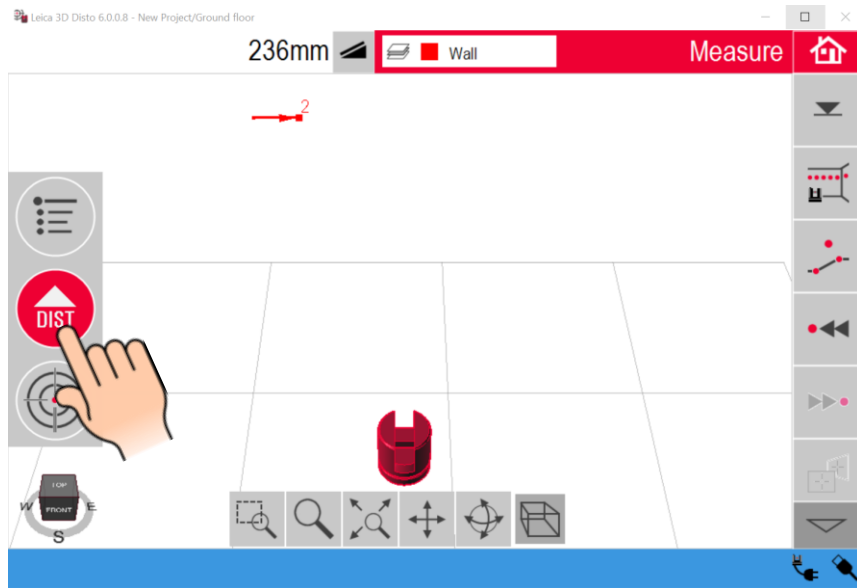 Leica 3D Disto 6.0.0.8 - New Project/Ground floor
236mm Wall Measure
2
DIST
TOP
W FRONT E
S